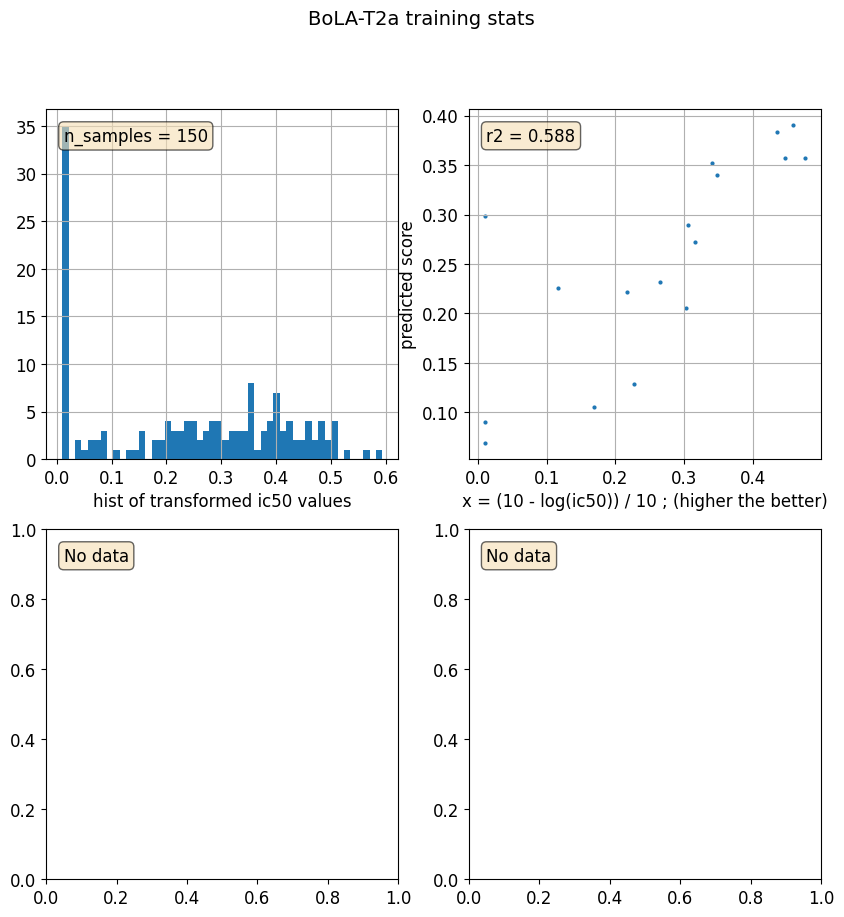 BoLA-T2a training stats
n_samples = 150
35
30
25
20
15
10
5
0
0.0 0.1 0.2 0.3 0.4 0.5 0.6
hist of transformed ic50 values
r2 = 0.588
predicted score
0.40
0.35
0.30
0.25
0.20
0.15
0.10
0.0 0.1 0.2 0.3 0.4
x = (10 - log(ic50)) / 10 ; (higher the better)
No data
1.0
0.8
0.6
0.4
0.2
0.0
0.0 0.2 0.4 0.6 0.8 1.0
No data
1.0
0.8
0.6
0.4
0.2
0.0
0.0 0.2 0.4 0.6 0.8 1.0